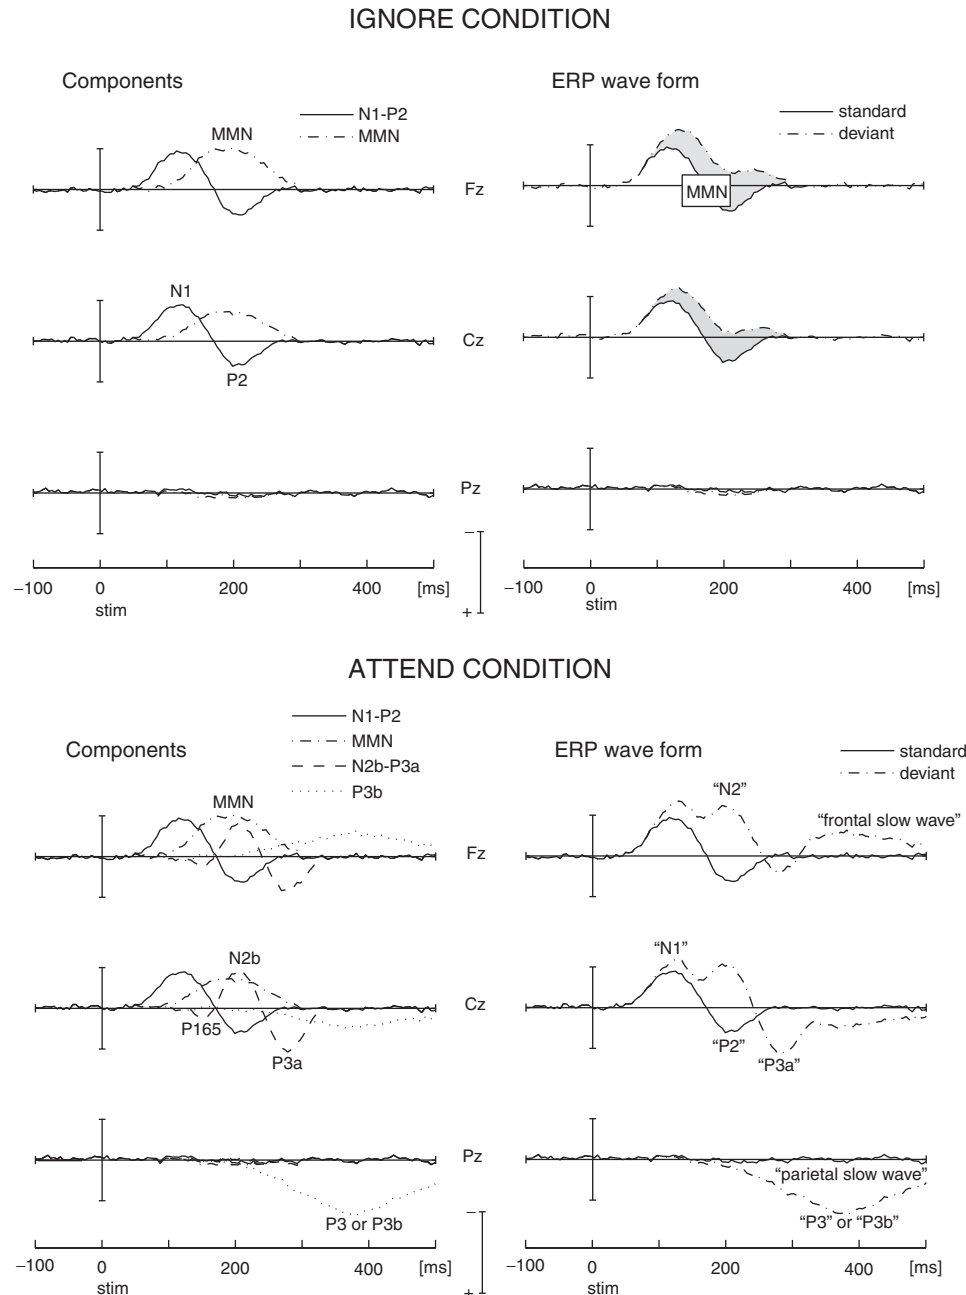 IGNORE CONDITION
Components
ERP wave form
N1-P2
MMN
standard
deviant
MMN
Fz
MMN
N1
P2
Cz
Pz
−
+
−100 0 200 400 [ms]
stim
−100 0 200 400 [ms]
stim
ATTEND CONDITION
Components
ERP wave form
N1-P2
MMN
N2b-P3a
P3b
standard
deviant
MMN
Fz
“N2”
“frontal slow wave”
N2b
P165
P3a
Cz
“N1”
“P2”
“P3a”
Pz
P3 or P3b
“parietal slow wave”
“P3” or “P3b”
−
+
−100 0 200 400 [ms]
stim
−100 0 200 400 [ms]
stim